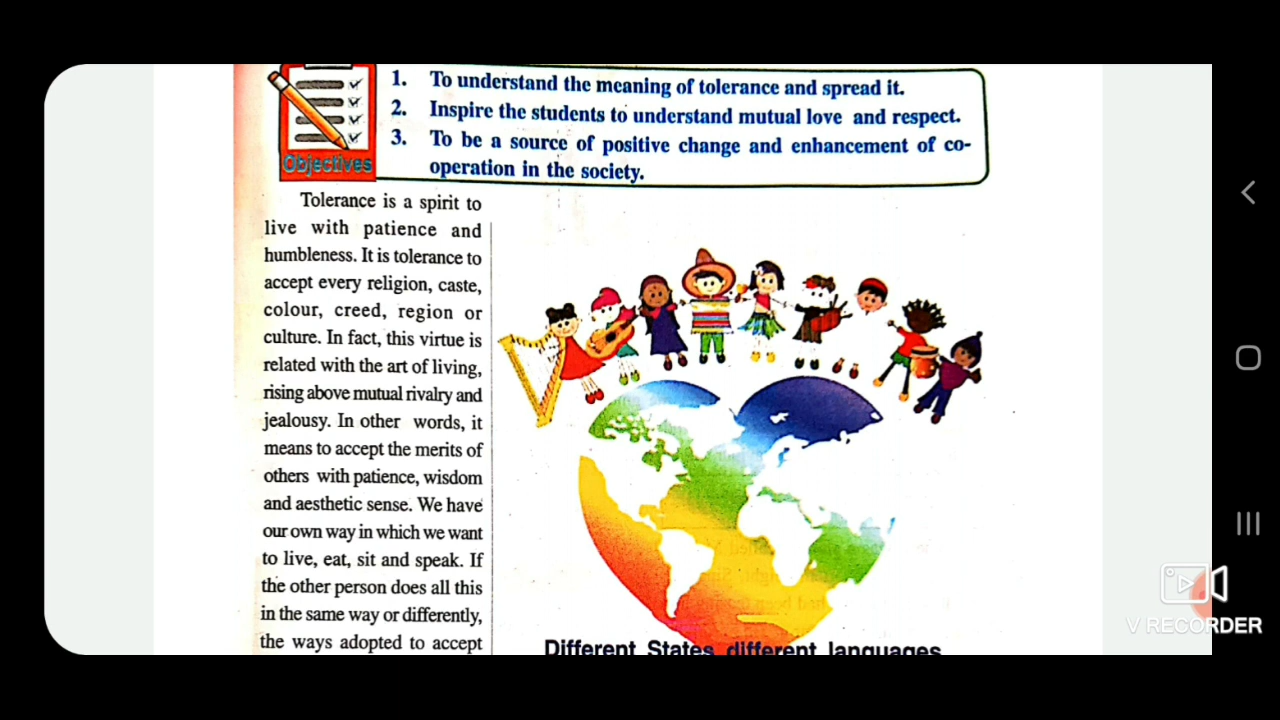 1. To understand the meaning of tolerance and spread it.
2. Inspire the students to understand mutual love and respect.
3. To be a source of positive change and enhancement of co-
operation in the society.
Objectives
Tolerance is a spirit to
live with patience and
humbleness. It is tolerance to
accept every religion, caste,
colour, creed, region or
culture. In fact, this virtue is
related with the art of living,
rising above mutual rivalry and
jealousy. In other words, it
means to accept the merits of
others with patience, wisdom
and aesthetic sense. We have
our own way in which we want
to live, eat, sit and speak. If
the other person does all this
in the same way or differently,
the ways adopted to accept
Different States different languages
V RECORDER